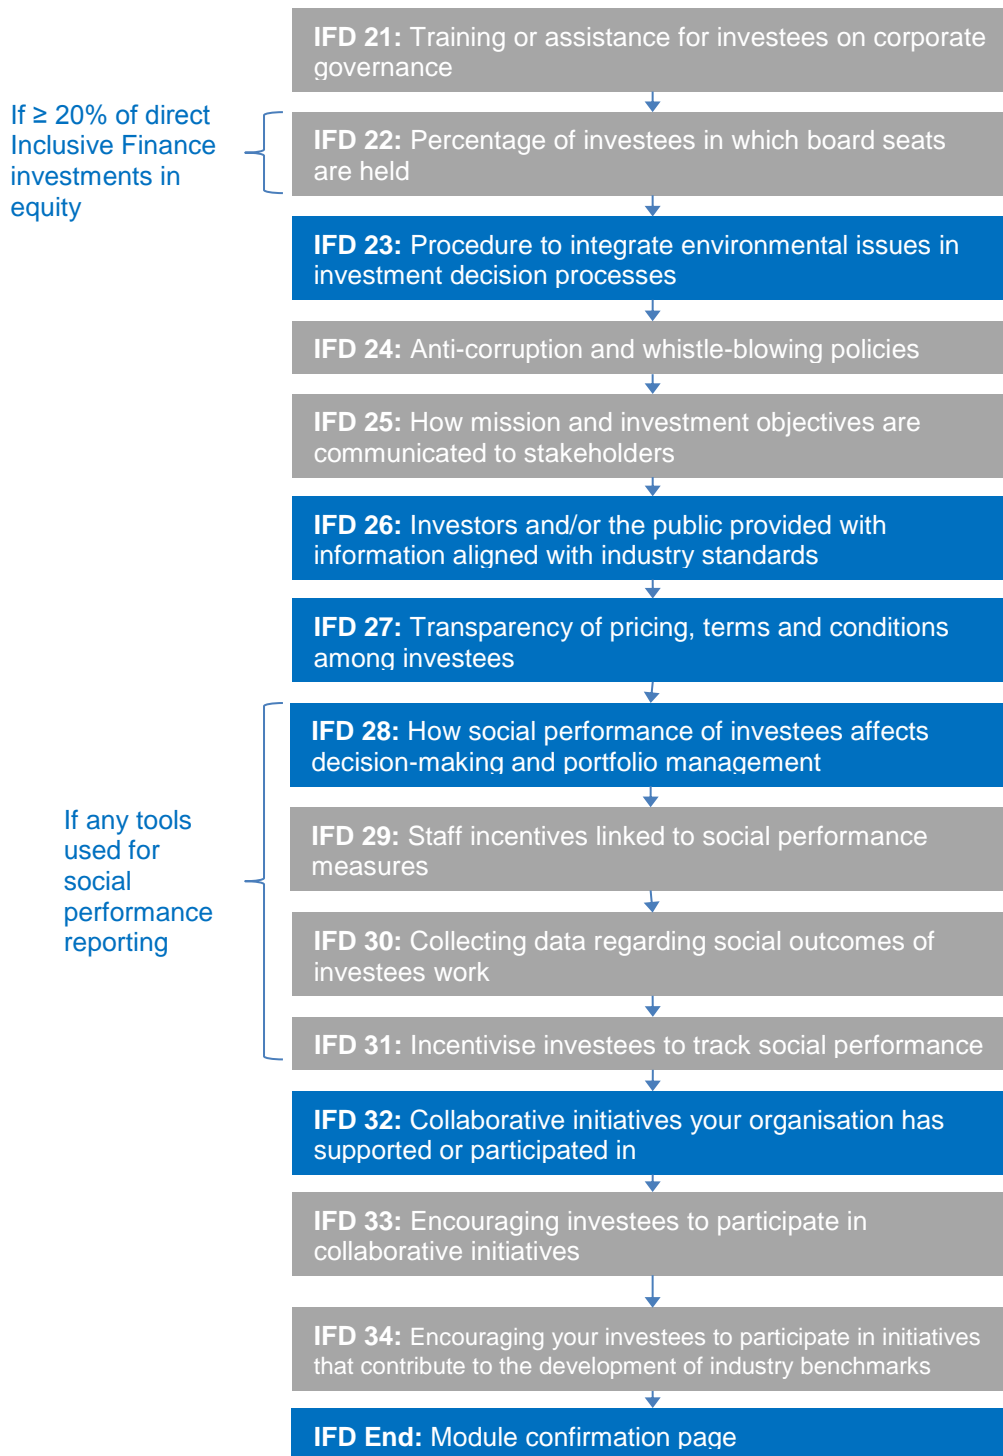 IFD 21: Training or assistance for investees on corporate
governance
If ≥ 20% of direct
Inclusive Finance
investments in
equity
IFD 22: Percentage of investees in which board seats
are held
IFD 23: Procedure to integrate environmental issues in
investment decision processes
IFD 24: Anti-corruption and whistle-blowing policies
IFD 25: How mission and investment objectives are
communicated to stakeholders
IFD 26: Investors and/or the public provided with
information aligned with industry standards
IFD 27: Transparency of pricing, terms and conditions
among investees
If any tools
used for
social
performance
reporting
IFD 28: How social performance of investees affects
decision-making and portfolio management
IFD 29: Staff incentives linked to social performance
measures
IFD 30: Collecting data regarding social outcomes of
investees work
IFD 31: Incentivise investees to track social performance
IFD 32: Collaborative initiatives your organisation has
supported or participated in
IFD 33: Encouraging investees to participate in
collaborative initiatives
IFD 34: Encouraging your investees to participate in initiatives
that contribute to the development of industry benchmarks
IFD End: Module confirmation page